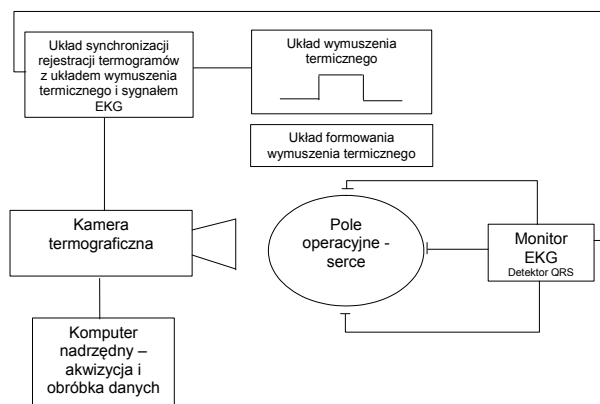 Układ synchronizacji
rejestracji termogramów
z układem wymuszenia
termicznego i sygnałem
EKG
Układ wymuszenia
termicznego
Układ formowania
wymuszenia termicznego
Kamera
termograficzna
Pole
operacyjne -
serce
Monitor
EKG
Detektor QRS
Komputer
nadrzędny –
akwizycja i
obróbka danych